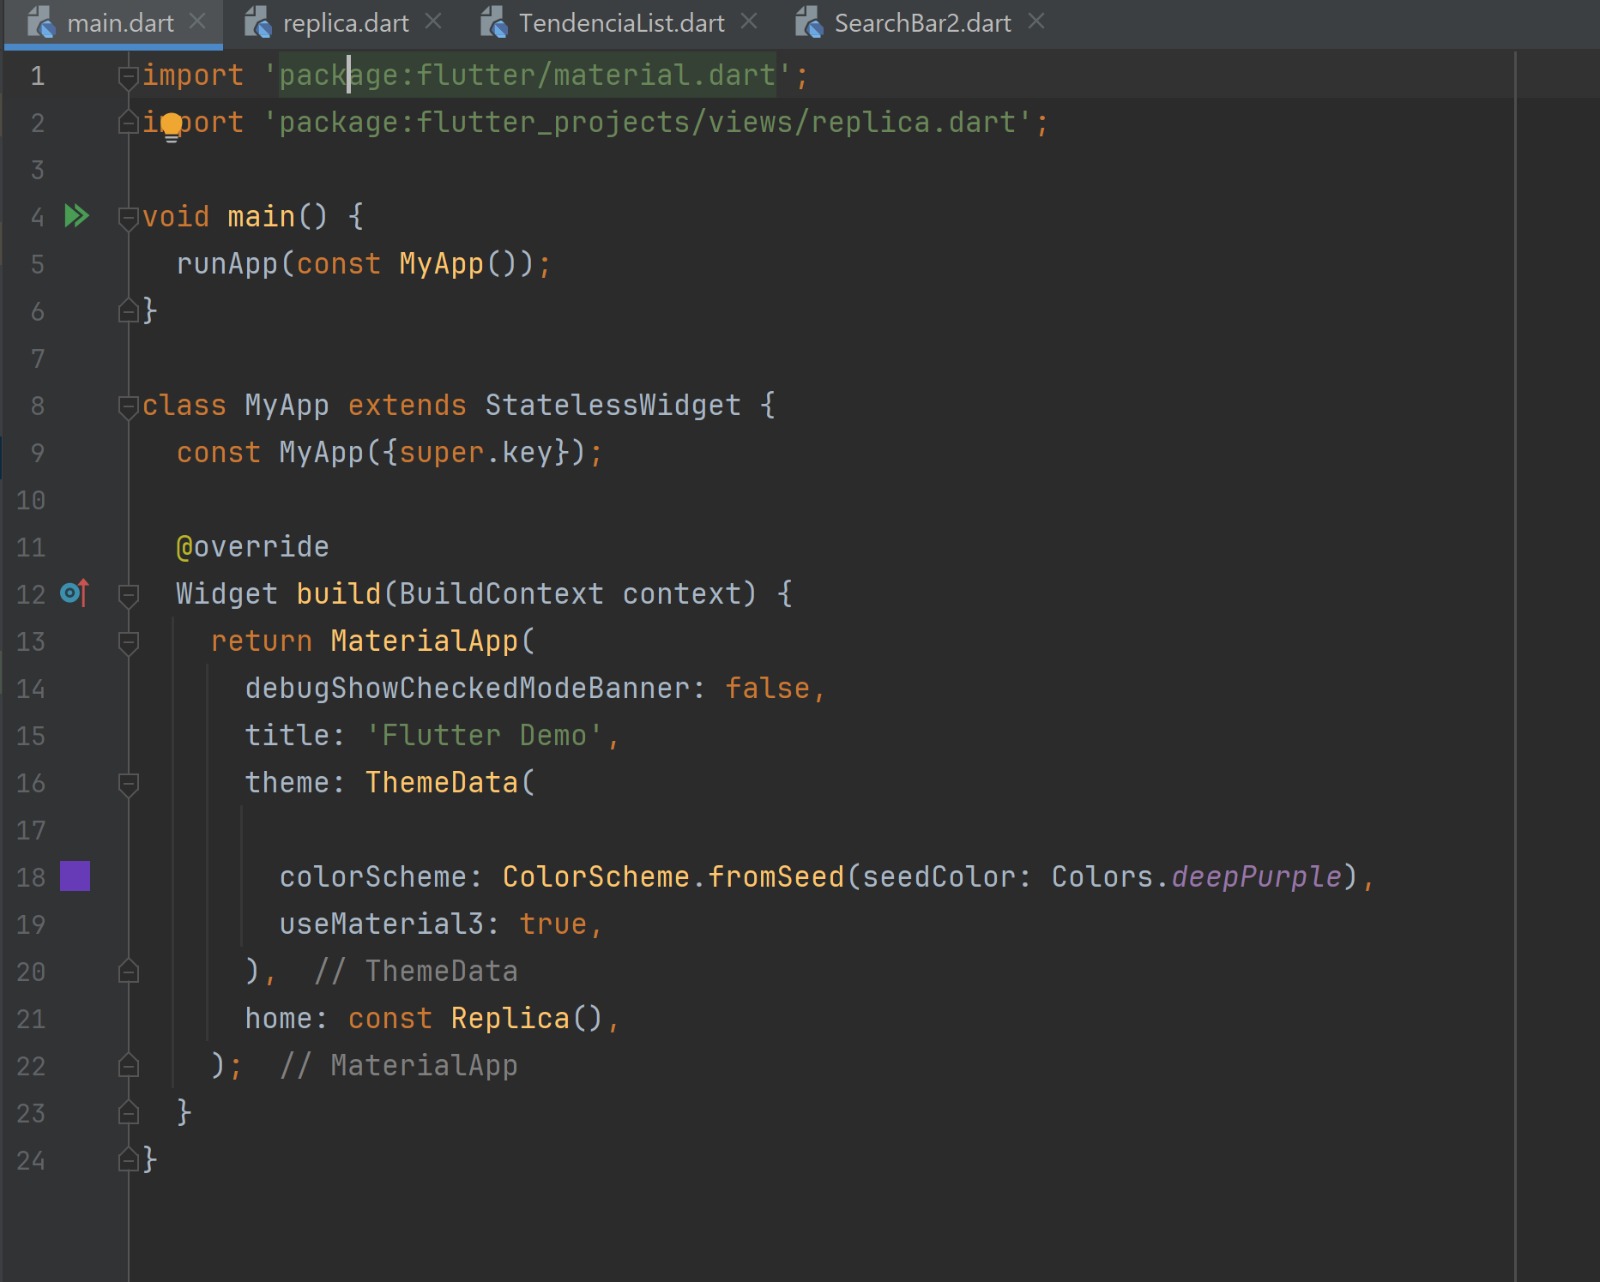 main.dart replica.dart TendenciaList.dart SearchBar2.dart
1 import 'package:flutter/material.dart';
2 import 'package:flutter_projects/views/replica.dart';
3
4 void main() {
5 runApp(const MyApp());
6 }
7
8 class MyApp extends StatelessWidget {
9 const MyApp({super.key});
10
11 @override
12 Widget build(BuildContext context) {
13 return MaterialApp(
14 debugShowCheckedModeBanner: false,
15 title: 'Flutter Demo',
16 theme: ThemeData(
17
18 colorScheme: ColorScheme.fromSeed(seedColor: Colors.deepPurple),
19 useMaterial3: true,
20 ), // ThemeData
21 home: const Replica(),
22 ); // MaterialApp
23 }
24 }